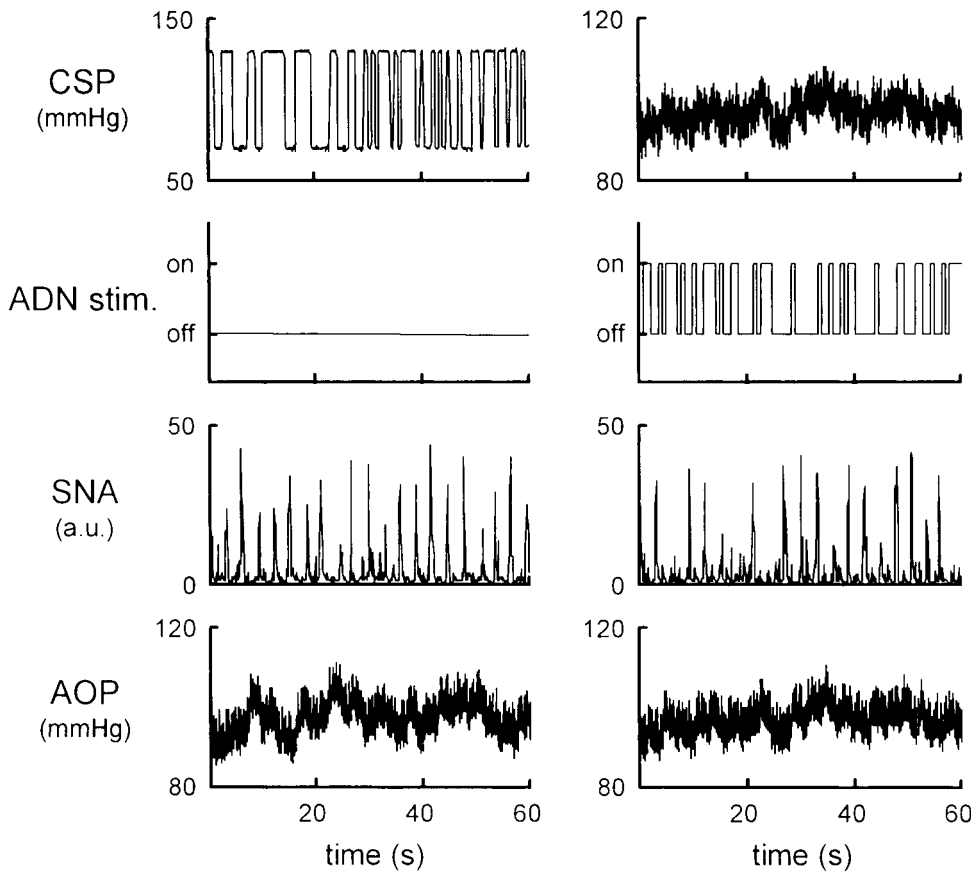 CSP
(mmHg)
150
50
120
80
ADN stim.
on
off
on
off
SNA
(a.u.)
50
0
50
0
AOP
(mmHg)
120
80
120
80
20
40
60
20
40
60
time (s)
time (s)